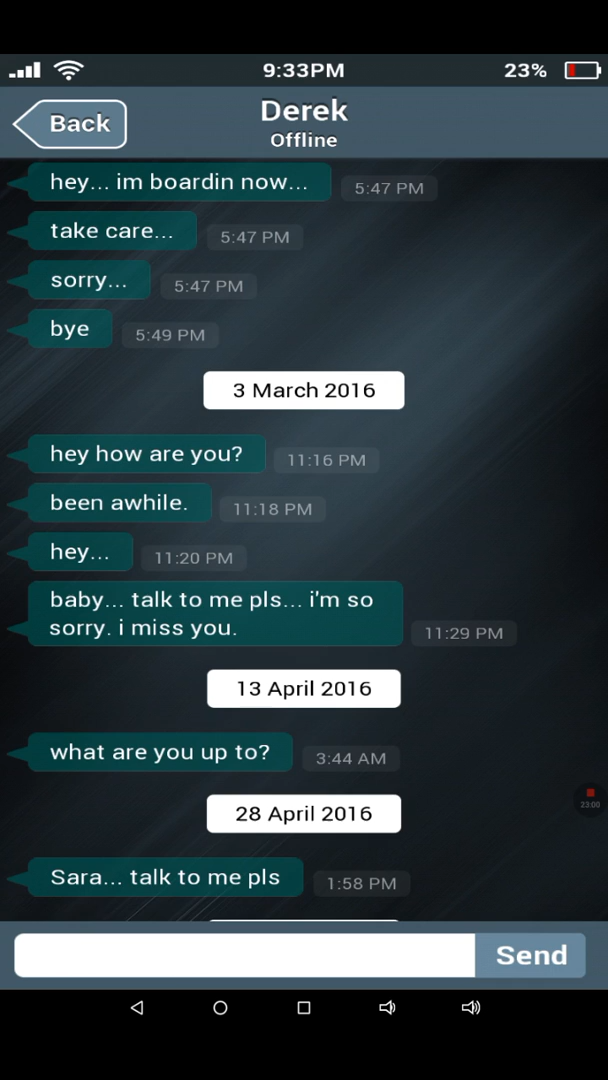 9:33PM
23%
Back
Derek
Offline
hey... im boardin now...
5:47 PM
take care...
5:47 PM
sorry...
5:47 PM
bye
5:49 PM
3 March 2016
hey how are you?
11:16 PM
been awhile.
11:18 PM
hey...
11:20 PM
baby... talk to me pls... i'm so
sorry. i miss you.
11:29 PM
13 April 2016
what are you up to?
3:44 AM
28 April 2016
23:00
Sara... talk to me pls
1:58 PM
Send